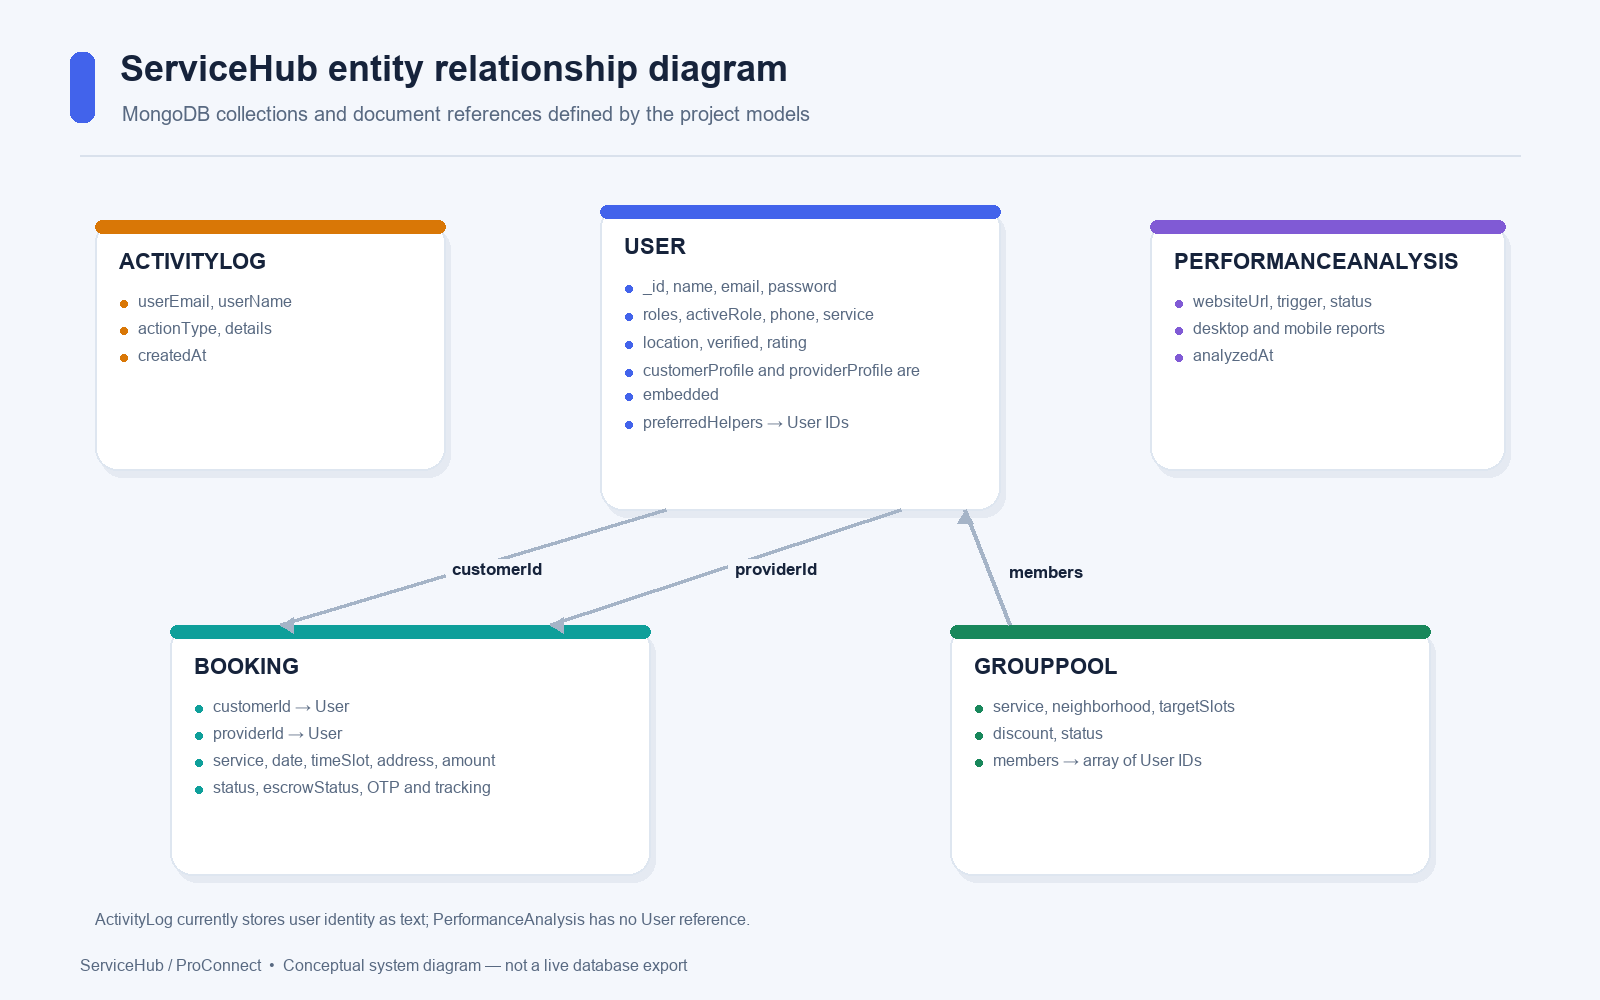 ServiceHub entity relationship diagram
MongoDB collections and document references defined by the project models
ACTIVITYLOG
userEmail, userName
actionType, details
createdAt
USER
_id, name, email, password
roles, activeRole, phone, service
location, verified, rating
customerProfile and providerProfile are
embedded
preferredHelpers → User IDs
PERFORMANCEANALYSIS
websiteUrl, trigger, status
desktop and mobile reports
analyzedAt
customerId
providerId
members
BOOKING
customerId → User
providerId → User
service, date, timeSlot, address, amount
status, escrowStatus, OTP and tracking
GROUPPOOL
service, neighborhood, targetSlots
discount, status
members → array of User IDs
ActivityLog currently stores user identity as text; PerformanceAnalysis has no User reference.
ServiceHub / ProConnect • Conceptual system diagram — not a live database export